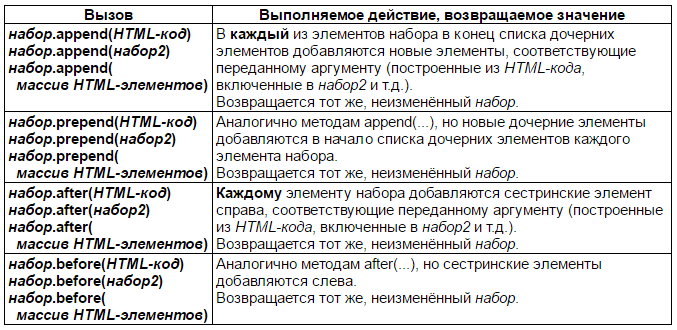 Вызов
Выполняемое действие, возвращаемое значение
набор.append(HTML-код)
набор.append(набор2)
набор.append(
массив HTML-элементов)
В каждый из элементов набора в конец списка дочерних
элементов добавляются новые элементы, соответствующие
переданному аргументу (построенные из HTML-кода,
включенные в набор2 и т.д.).
Возвращается тот же, неизменённый набор.
набор.prepend(HTML-код)
набор.prepend(набор2)
набор.prepend(
массив HTML-элементов)
Аналогично методам append(...), но новые дочерние элементы
добавляются в начало списка дочерних элементов каждого
элемента набора.
Возвращается тот же, неизменённый набор.
набор.after(HTML-код)
набор.after(набор2)
набор.after(
массив HTML-элементов)
Каждому элементу набора добавляются сестринские элемент
справа, соответствующие переданному аргументу (построенные
из HTML-кода, включенные в набор2 и т.д.).
Возвращается тот же, неизменённый набор.
набор.before(HTML-код)
набор.before(набор2)
набор.before(
массив HTML-элементов)
Аналогично методам after(...), но сестринские элементы
добавляются слева.
Возвращается тот же, неизменённый набор.